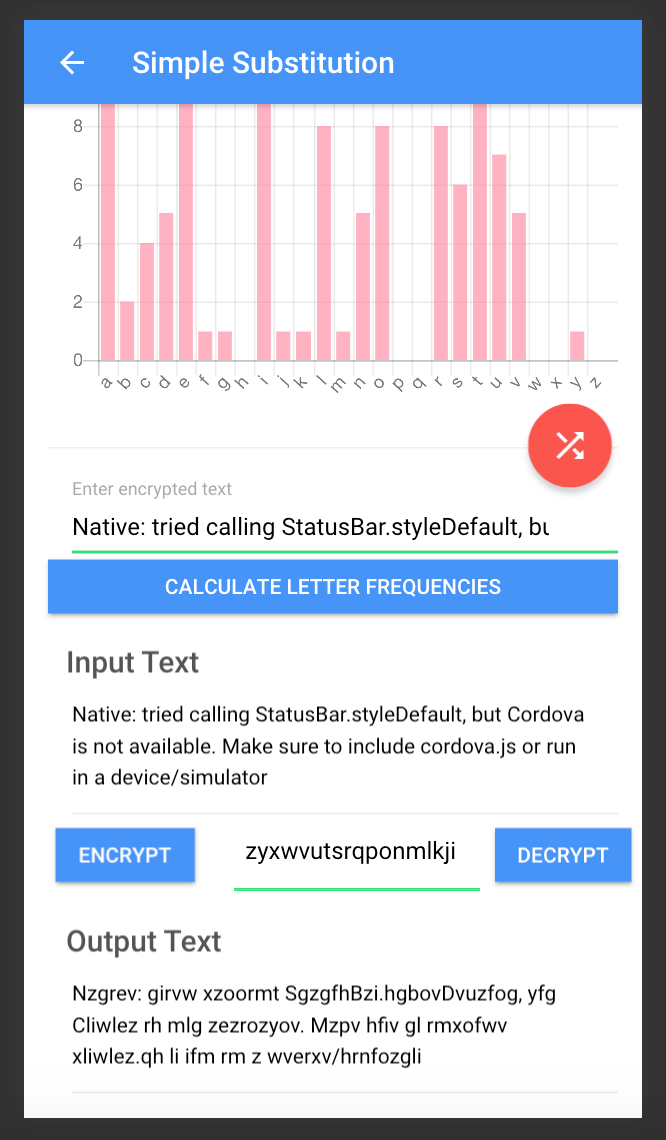 Simple Substitution
8
6
4
2
0
a b c d e f g h i j k l m n o p q r s t u v w x y z
Enter encrypted text
Native: tried calling StatusBar.styleDefault, bu
CALCULATE LETTER FREQUENCIES
Input Text
Native: tried calling StatusBar.styleDefault, but Cordova
is not available. Make sure to include cordova.js or run
in a device/simulator
ENCRYPT zyxwvutsrqponmlkji DECRYPT
Output Text
Nzgrev: girvw xzoormt SgzgfhBzi.hgbovDvuzfog, yfg
Cliwlez rh mlg zezrozyov. Mzpv hfiv gl rmxofwv
xliwlez.qh li ifm rm z wverxv/hrnfozgli